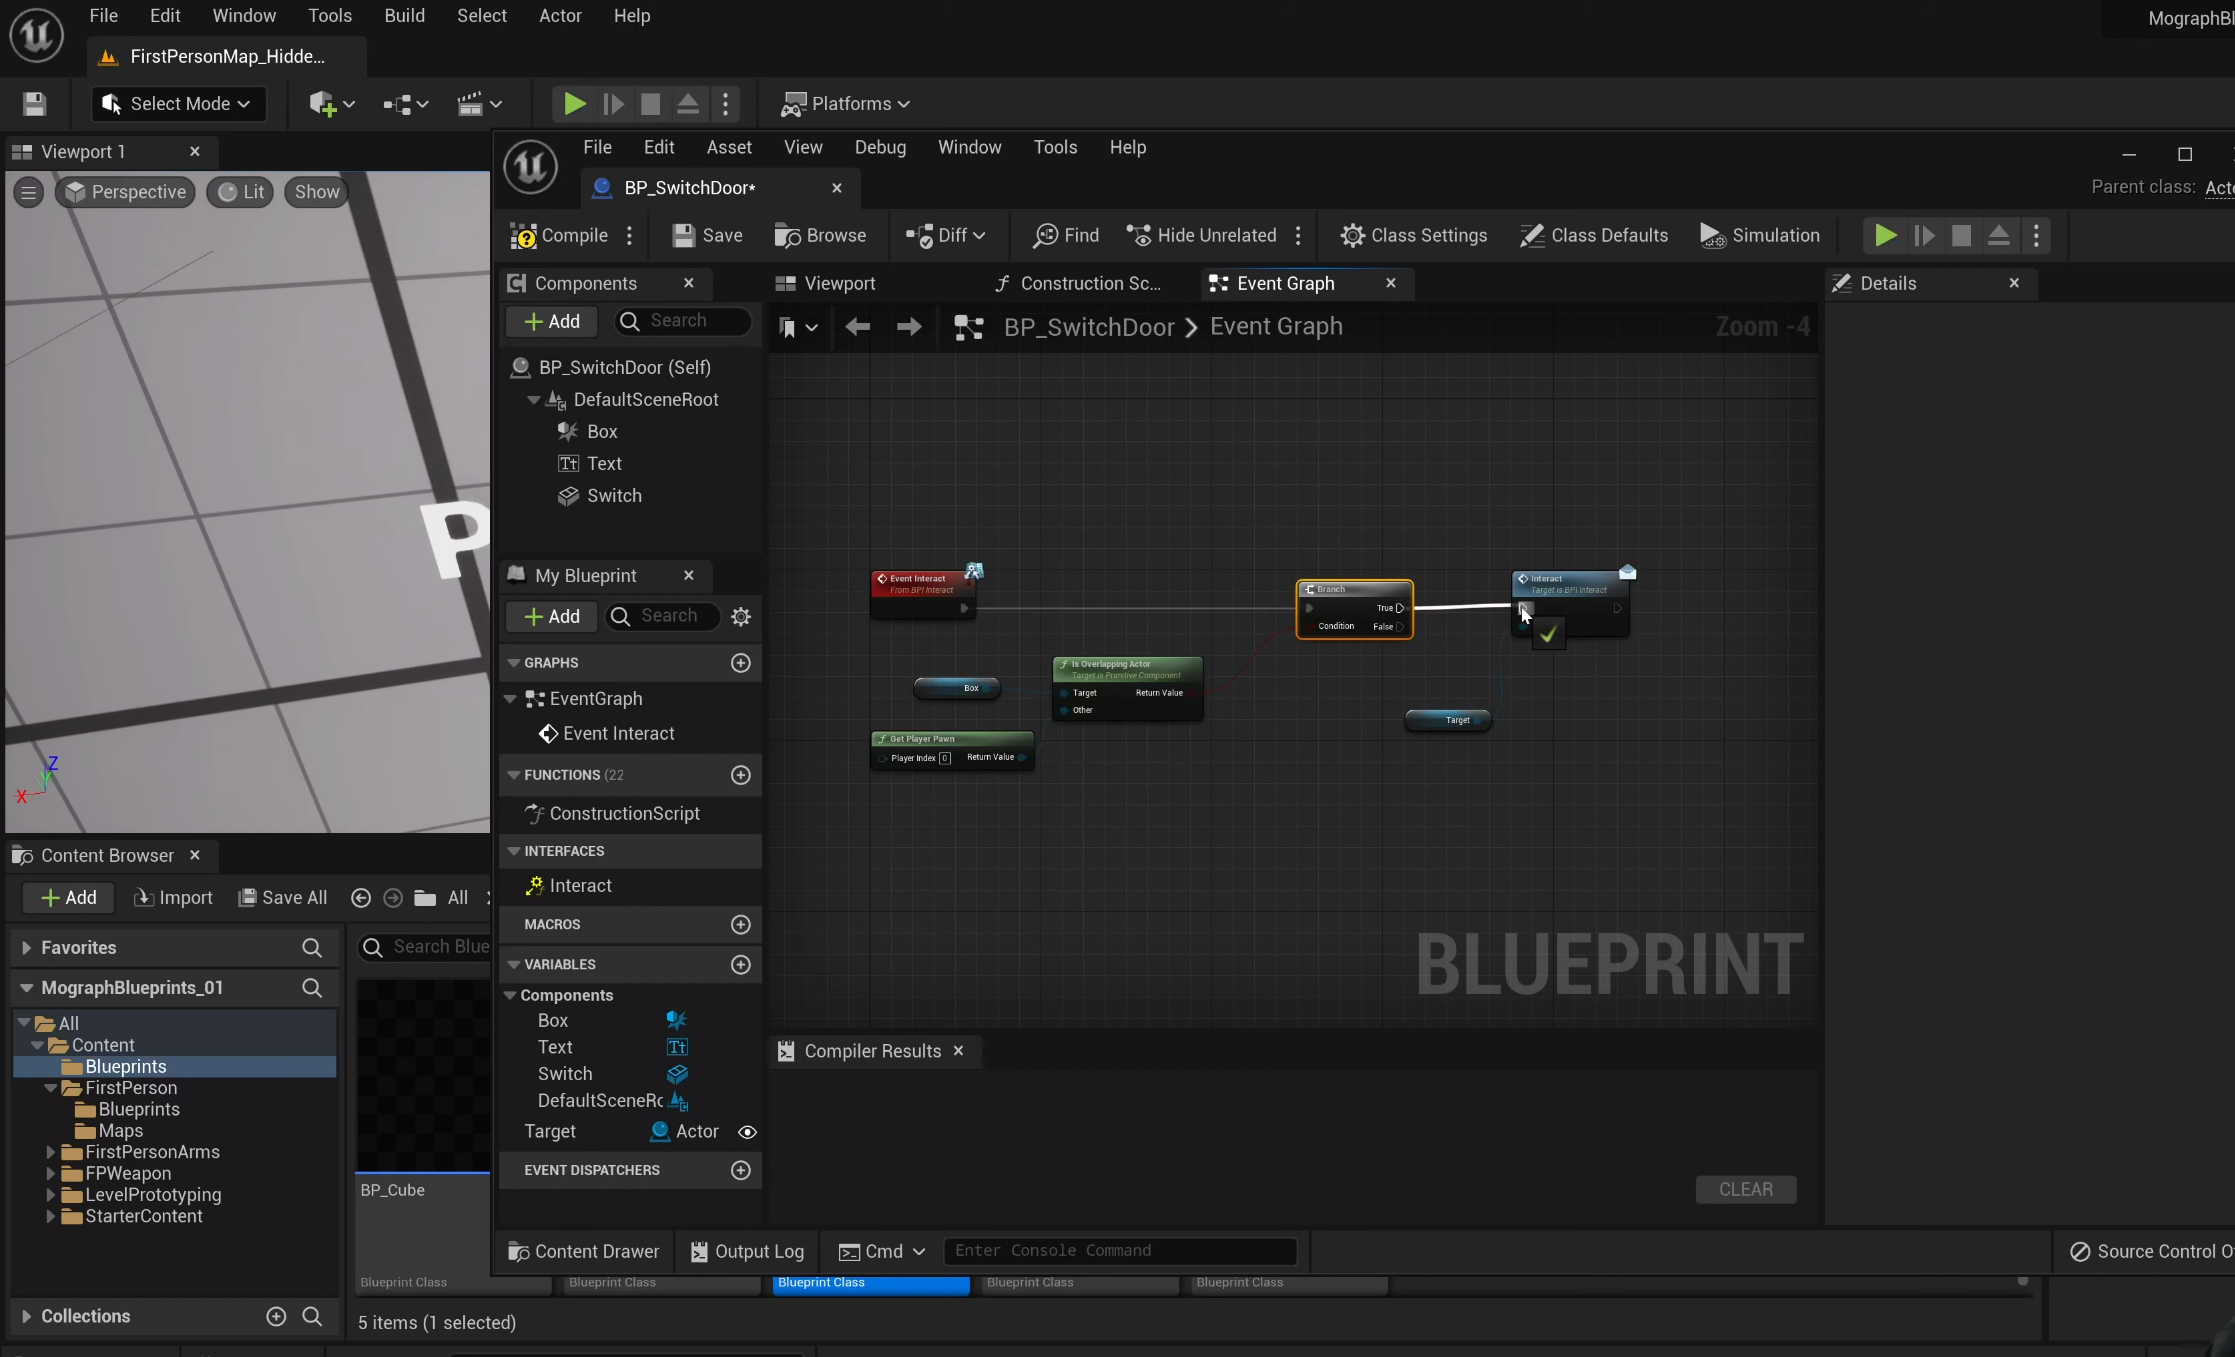 File Edit Window Tools Build Select Actor Help
FirstPersonMap_Hidde...
Select Mode
Platforms
Viewport 1
Perspective
Lit
Show
P
File Edit Asset View Debug Window Tools Help
BP_SwitchDoor*
Parent class:
Compile
Save
Browse
Diff
Find
Hide Unrelated
Class Settings
Class Defaults
Simulation
Components
+ Add
Search
BP_SwitchDoor (Self)
DefaultSceneRoot
Box
Text
Switch
My Blueprint
+ Add
Search
GRAPHS
EventGraph
Event Interact
FUNCTIONS (22
ConstructionScript
INTERFACES
Interact
MACROS
VARIABLES
Components
Box
Text
Switch
DefaultSceneRo
Target Actor
EVENT DISPATCHERS
Viewport
Construction Sc...
Event Graph
BP_SwitchDoor > Event Graph
Zoom -4
Event Interact
From BPI Interact
Branch
True
Condition
False
Interact
Target is BPI Interact
Box
Is Overlapping Actor
Target is Primitive Component
Target
Return Value
Other
Get Player Pawn
Player Index 0
Return Value
Target
BLUEPRINT
Compiler Results
CLEAR
Details
Content Drawer
Output Log
Cmd
Enter Console Command
Source Control
Content Browser
+ Add
Import
Save All
All
Favorites
MographBlueprints_01
All
Content
Blueprints
FirstPerson
Blueprints
Maps
FirstPersonArms
FPWeapon
LevelPrototyping
StarterContent
Collections
Search Blue
BP_Cube
Blueprint Class
Blueprint Class
Blueprint Class
Blueprint Class
Blueprint Class
5 items (1 selected)